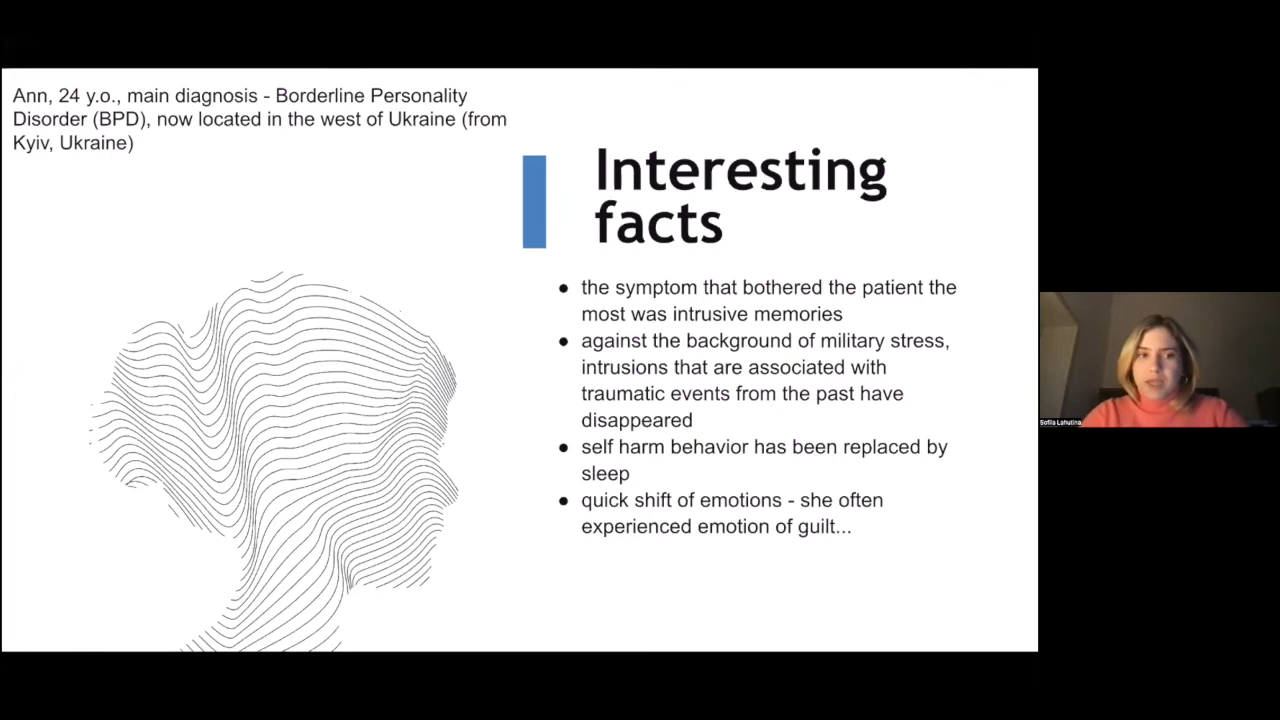 Ann, 24 y.o., main diagnosis - Borderline Personality
Disorder (BPD), now located in the west of Ukraine (from
Kyiv, Ukraine)
Interesting
facts
● the symptom that bothered the patient the
most was intrusive memories
● against the background of military stress,
intrusions that are associated with
traumatic events from the past have
disappeared
● self harm behavior has been replaced by
sleep
● quick shift of emotions - she often
experienced emotion of guilt...
Sofiia Lahutina